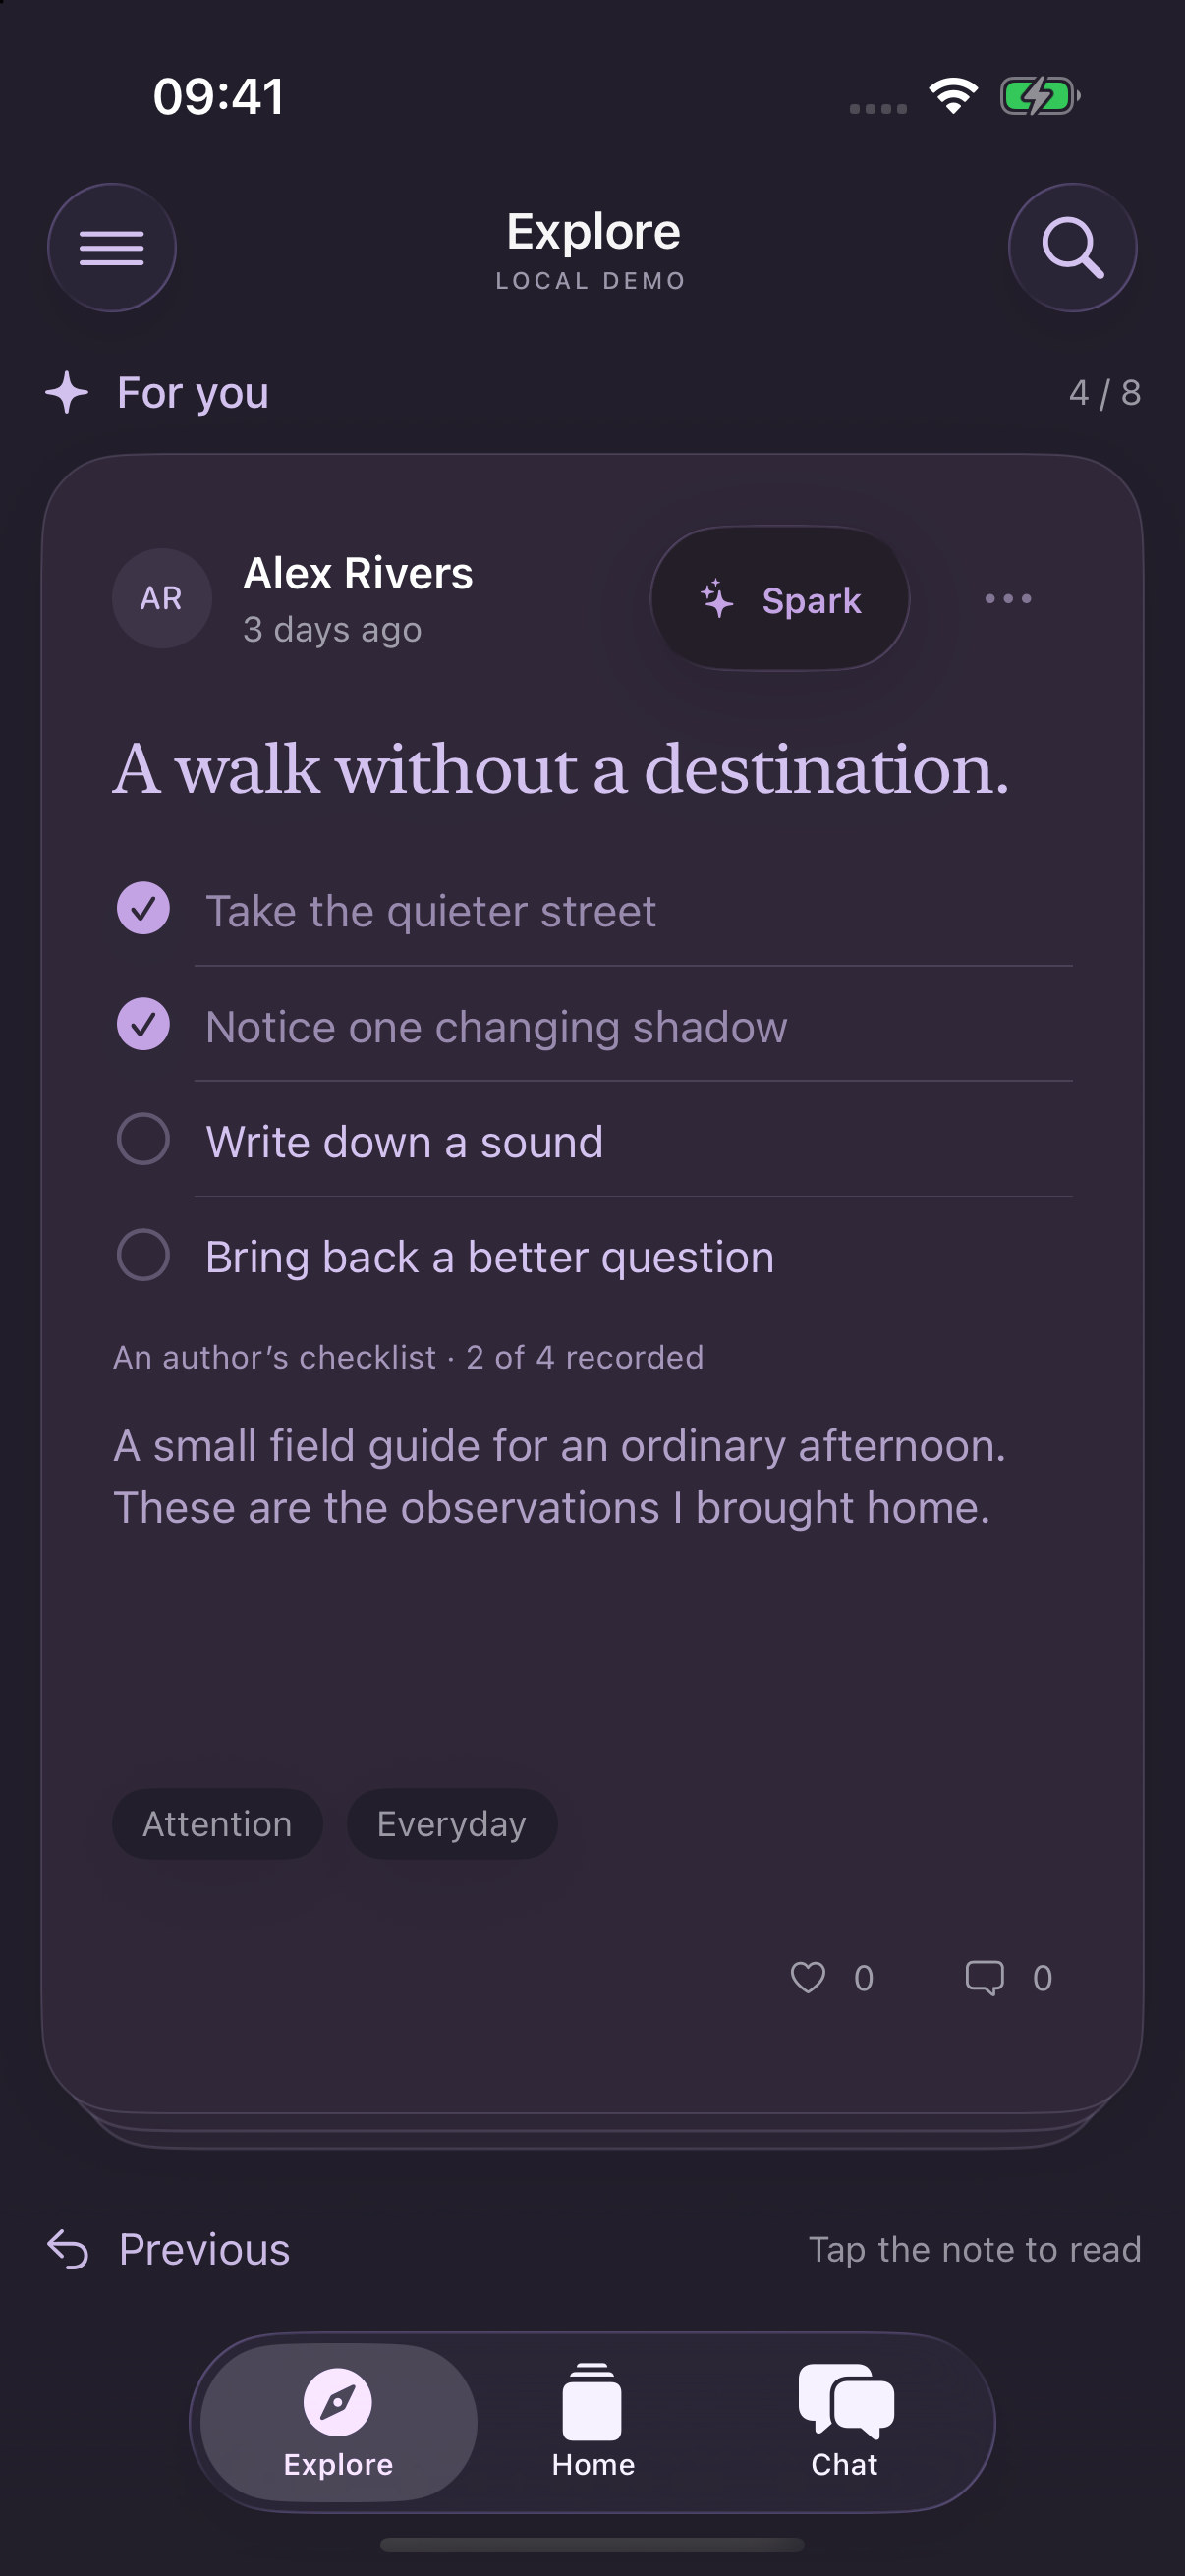 09:41
Explore
LOCAL DEMO
For you
4 / 8
AR
Alex Rivers
3 days ago
Spark
A walk without a destination.
Take the quieter street
Notice one changing shadow
Write down a sound
Bring back a better question
An author’s checklist · 2 of 4 recorded
A small field guide for an ordinary afternoon.
These are the observations I brought home.
Attention
Everyday
0
0
Previous
Tap the note to read
Explore
Home
Chat